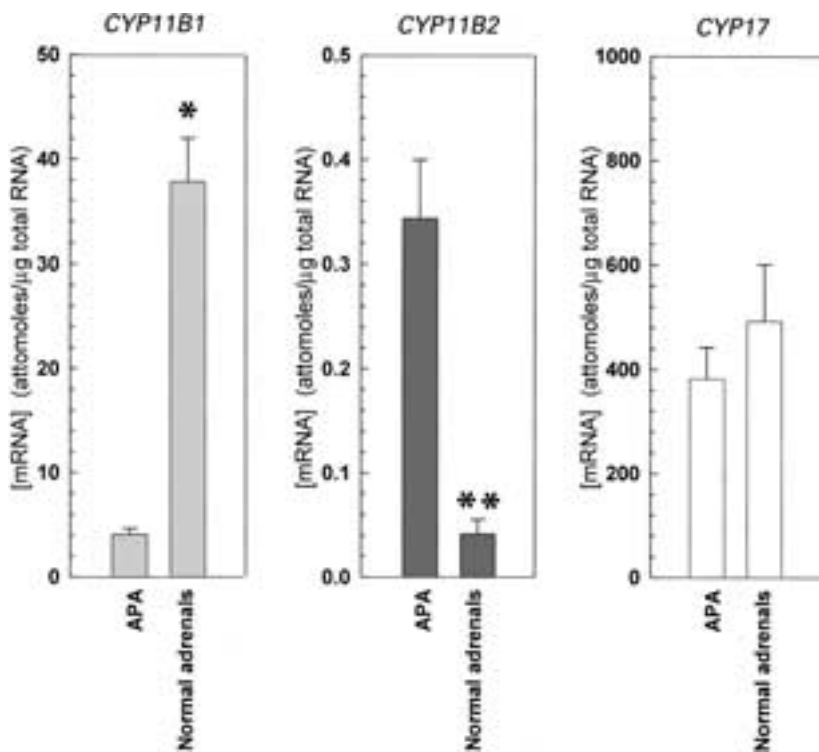 CYP11B1
[mRNA] (attomoles/µg total RNA)
50
40
30
20
10
0
*
APA
Normal adrenals
CYP11B2
[mRNA] (attomoles/µg total RNA)
0.5
0.4
0.3
0.2
0.1
0.0
**
APA
Normal adrenals
CYP17
[mRNA] (attomoles/µg total RNA)
1000
800
600
400
200
0
APA
Normal adrenals